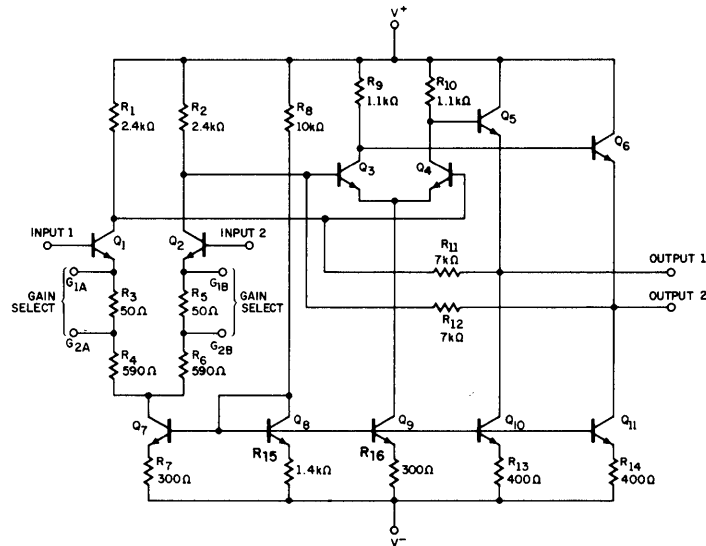 V+
R1
2.4kΩ
R2
2.4kΩ
R8
10kΩ
R9
1.1kΩ
R10
1.1kΩ
Q5
Q6
Q3
Q4
INPUT 1
Q1
Q2
INPUT 2
G1A
G1B
GAIN
SELECT
R3
50Ω
R5
50Ω
GAIN
SELECT
G2A
G2B
R4
590Ω
R6
590Ω
R11
7kΩ
OUTPUT 1
OUTPUT 2
R12
7kΩ
Q7
Q8
Q9
Q10
Q11
R15
R16
R7
300Ω
1.4kΩ
300Ω
R13
400Ω
R14
400Ω
V-